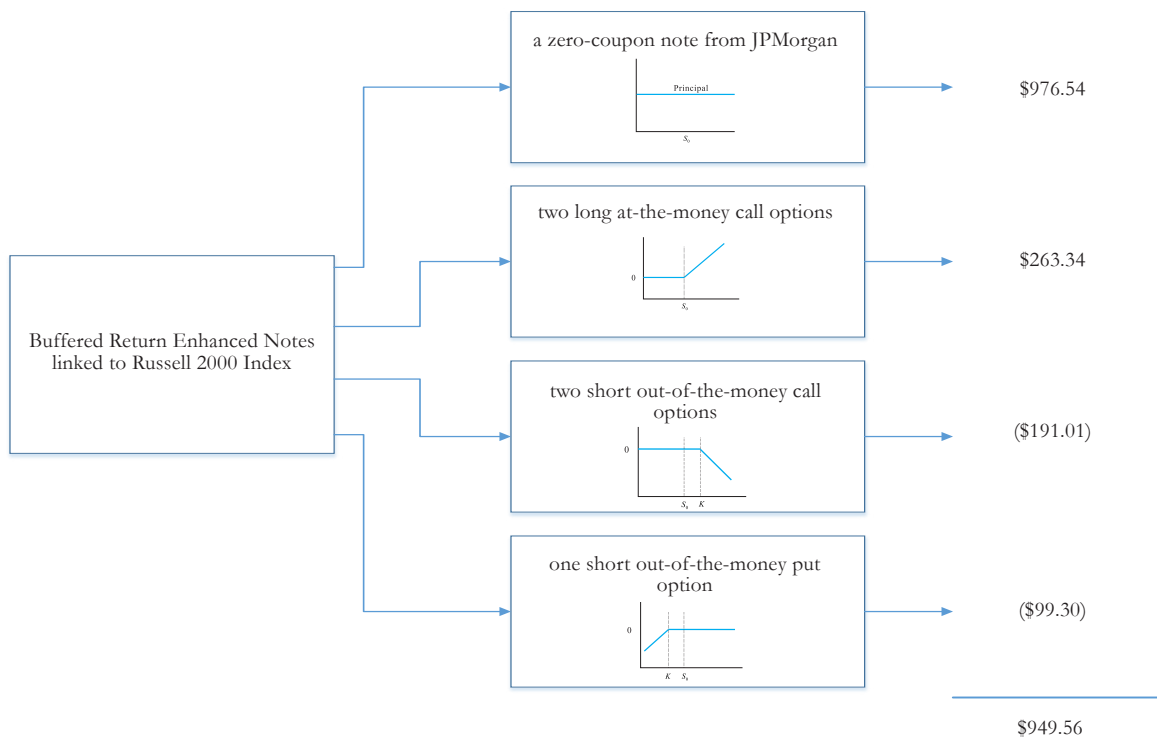 a zero-coupon note from JPMorgan
Principal
S₀
$976.54
two long at-the-money call options
0
S₀
$263.34
Buffered Return Enhanced Notes
linked to Russell 2000 Index
two short out-of-the-money call
options
0
S₀ K
($191.01)
one short out-of-the-money put
option
0
K S₀
($99.30)
$949.56